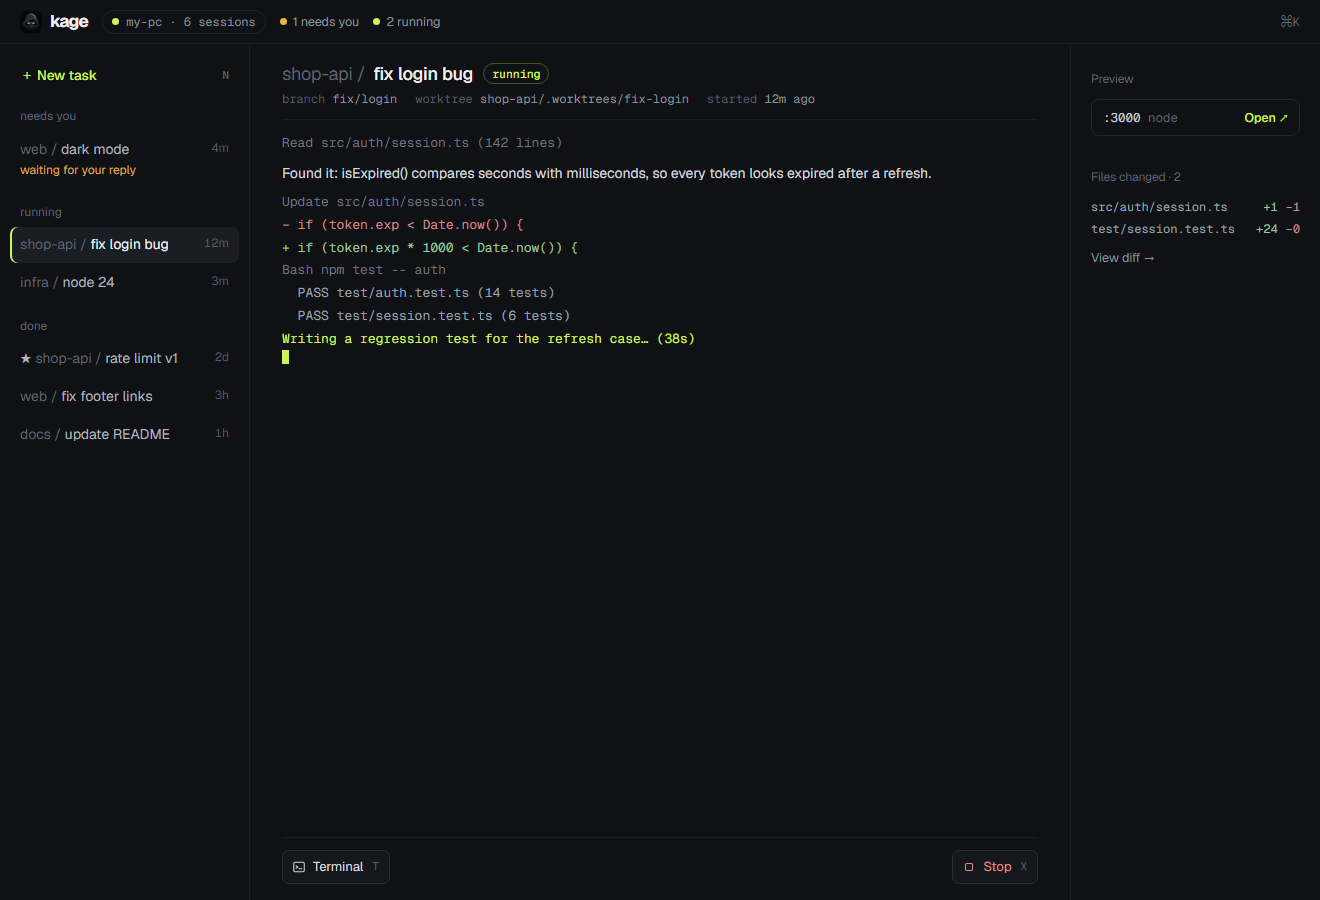 kage my-pc · 6 sessions 1 needs you 2 running ⌘K
+ New task N
needs you
web / dark mode 4m
waiting for your reply
running
shop-api / fix login bug 12m
infra / node 24 3m
done
★ shop-api / rate limit v1 2d
web / fix footer links 3h
docs / update README 1h
shop-api / fix login bug running
branch fix/login worktree shop-api/.worktrees/fix-login started 12m ago
Read src/auth/session.ts (142 lines)
Found it: isExpired() compares seconds with milliseconds, so every token looks expired after a refresh.
Update src/auth/session.ts
− if (token.exp < Date.now()) {
+ if (token.exp * 1000 < Date.now()) {
Bash npm test -- auth
PASS test/auth.test.ts (14 tests)
PASS test/session.test.ts (6 tests)
Writing a regression test for the refresh case… (38s)
Terminal T
Stop X
Preview
:3000 node Open ↗
Files changed · 2
src/auth/session.ts +1 −1
test/session.test.ts +24 −0
View diff →